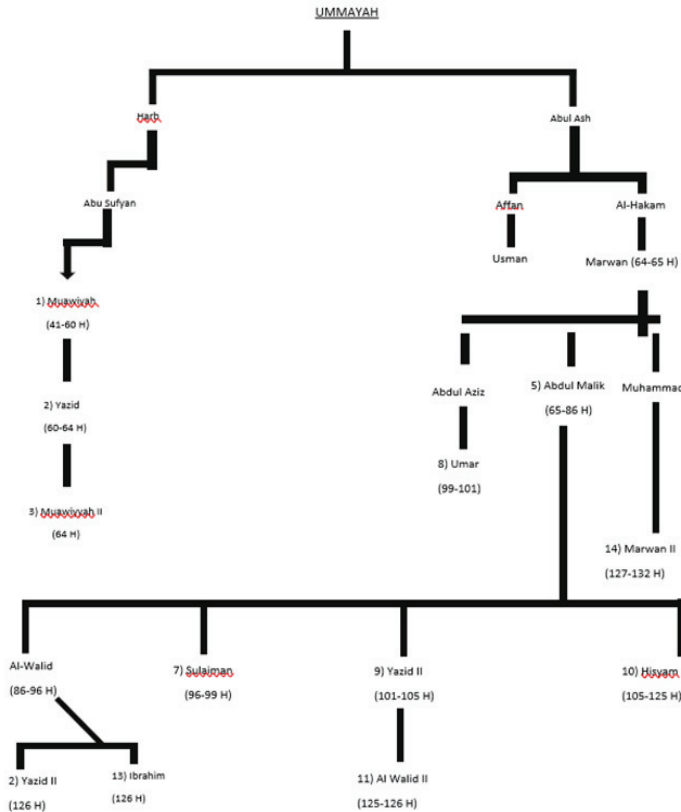 UMMAYAH
Harb
Abul Ash
Abu Sufyan
Affan
Al-Hakam
Usman
Marwan (64-65 H)
1) Muawiyah
(41-60 H)
2) Yazid
(60-64 H)
3) Muawiyyah II
(64 H)
Abdul Aziz
5) Abdul Malik
(65-86 H)
Muhammad
8) Umar
(99-101)
14) Marwan II
(127-132 H)
Al-Walid
(86-96 H)
7) Sulaiman
(96-99 H)
9) Yazid II
(101-105 H)
10) Hisyam
(105-125 H)
2) Yazid II
(126 H)
13) Ibrahim
(126 H)
11) Al Walid II
(125-126 H)